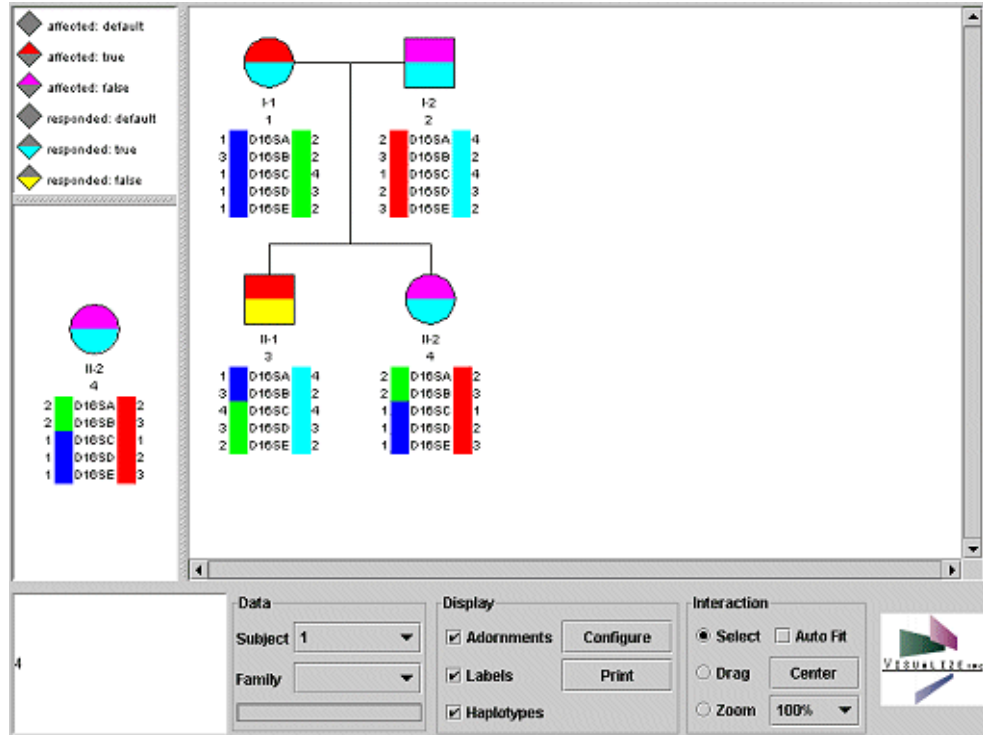 affected: default
affected: true
affected: false
responded: default
responded: true
responded: false
I-1
1
1 D16SA 2
3 D16SB 2
1 D16SC 4
1 D16SD 3
1 D16SE 2
I-2
2
2 D16SA 4
3 D16SB 2
1 D16SC 4
2 D16SD 3
3 D16SE 2
II-1
3
1 D16SA 4
3 D16SB 2
4 D16SC 4
3 D16SD 3
2 D16SE 2
II-2
4
2 D16SA 2
2 D16SB 3
1 D16SC 1
1 D16SD 2
1 D16SE 3
II-2
4
2 D16SA 2
2 D16SB 3
1 D16SC 1
1 D16SD 2
1 D16SE 3
4
Data
Subject 1
Family
Display
Adornments Configure
Labels Print
Haplotypes
Interaction
Select Auto Fit
Drag Center
Zoom 100%
VISUALIZE INC